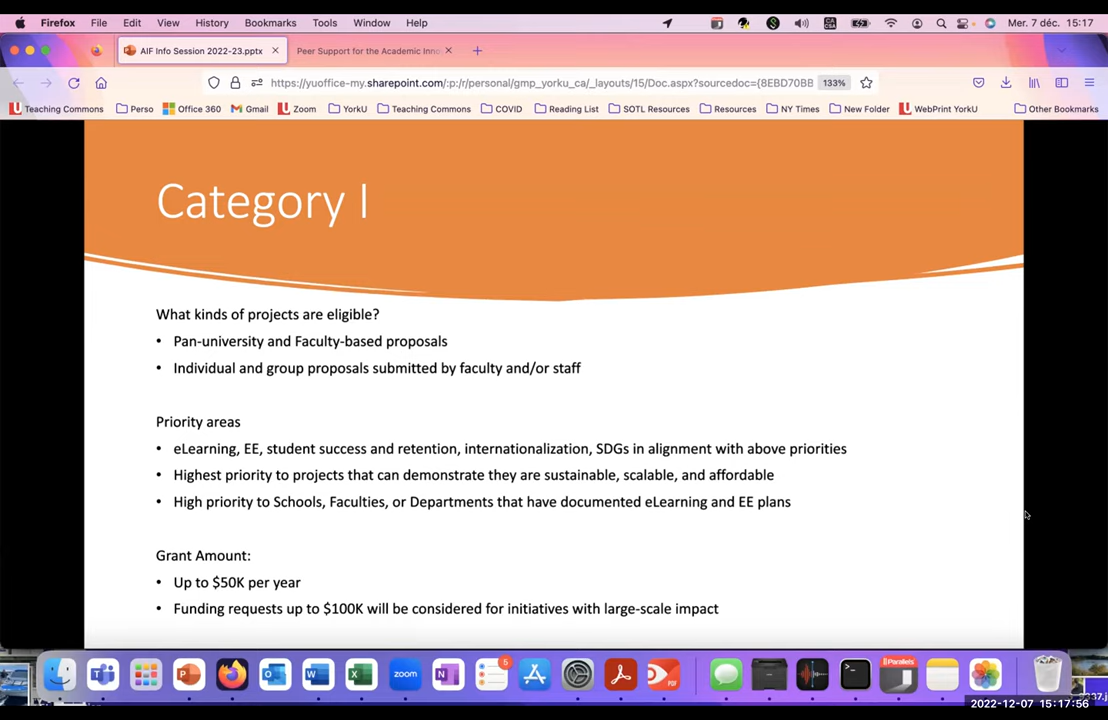 Firefox File Edit View History Bookmarks Tools Window Help Mer. 7 déc. 15:17
AIF Info Session 2022-23.pptx Peer Support for the Academic Inno
https://yuoffice-my.sharepoint.com/:p:/r/personal/gmp_yorku_ca/_layouts/15/Doc.aspx?sourcedoc={8EBD70BB 133%
Teaching Commons Perso Office 360 Gmail Zoom YorkU Teaching Commons COVID Reading List SOTL Resources Resources NY Times New Folder WebPrint YorkU Other Bookmarks
Category I
What kinds of projects are eligible?
• Pan-university and Faculty-based proposals
• Individual and group proposals submitted by faculty and/or staff
Priority areas
• eLearning, EE, student success and retention, internationalization, SDGs in alignment with above priorities
• Highest priority to projects that can demonstrate they are sustainable, scalable, and affordable
• High priority to Schools, Faculties, or Departments that have documented eLearning and EE plans
Grant Amount:
• Up to $50K per year
• Funding requests up to $100K will be considered for initiatives with large-scale impact
5
zoom
Parallels
2022-12-07 15:17:56